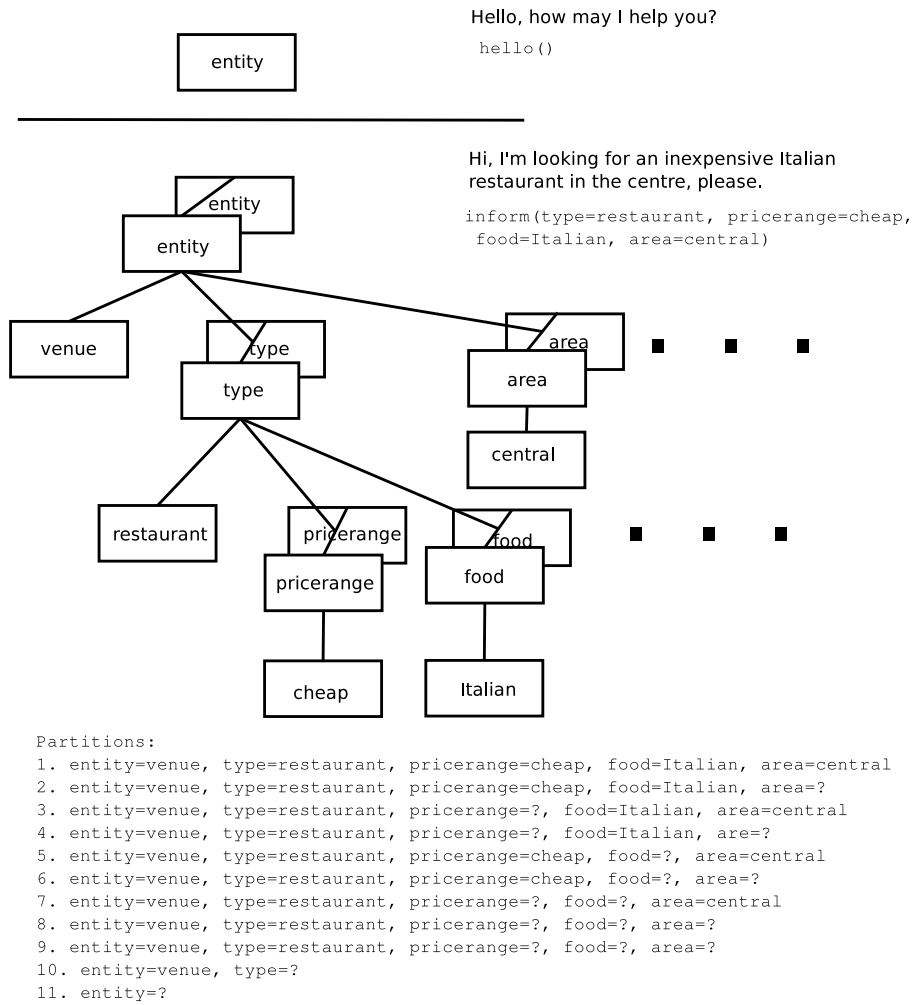 Hello, how may I help you?
hello()
entity
Hi, I'm looking for an inexpensive Italian
restaurant in the centre, please.
inform(type=restaurant, pricerange=cheap,
food=Italian, area=central)
entity
entity
venue
type
type
area
area
central
restaurant
pricerange
pricerange
food
food
cheap
Italian
Partitions:
1. entity=venue, type=restaurant, pricerange=cheap, food=Italian, area=central
2. entity=venue, type=restaurant, pricerange=cheap, food=Italian, area=?
3. entity=venue, type=restaurant, pricerange=?, food=Italian, area=central
4. entity=venue, type=restaurant, pricerange=?, food=Italian, are=?
5. entity=venue, type=restaurant, pricerange=cheap, food=?, area=central
6. entity=venue, type=restaurant, pricerange=cheap, food=?, area=?
7. entity=venue, type=restaurant, pricerange=?, food=?, area=central
8. entity=venue, type=restaurant, pricerange=?, food=?, area=?
9. entity=venue, type=restaurant, pricerange=?, food=?, area=?
10. entity=venue, type=?
11. entity=?